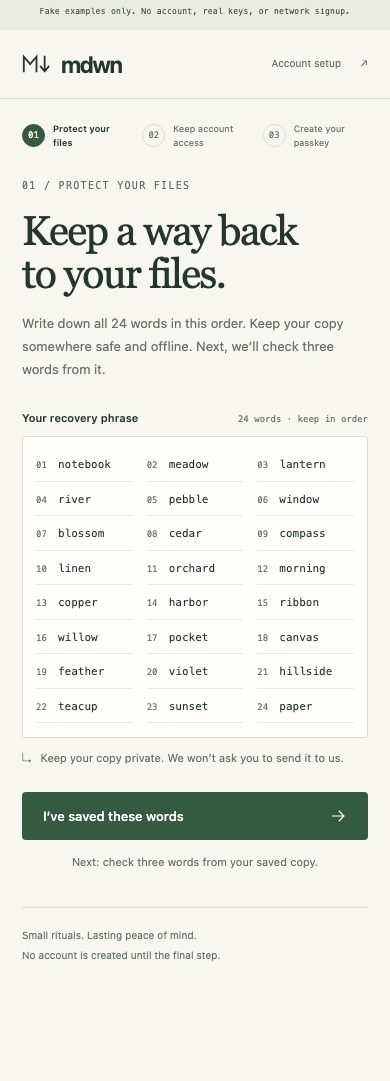 Fake examples only. No account, real keys, or network signup.
M↓ mdwn
Account setup ↗
01 Protect your files
02 Keep account access
03 Create your passkey
01 / PROTECT YOUR FILES
Keep a way back
to your files.
Write down all 24 words in this order. Keep your copy
somewhere safe and offline. Next, we’ll check three
words from it.
Your recovery phrase 24 words · keep in order
01 notebook 02 meadow 03 lantern
04 river 05 pebble 06 window
07 blossom 08 cedar 09 compass
10 linen 11 orchard 12 morning
13 copper 14 harbor 15 ribbon
16 willow 17 pocket 18 canvas
19 feather 20 violet 21 hillside
22 teacup 23 sunset 24 paper
Keep your copy private. We won’t ask you to send it to us.
I’ve saved these words →
Next: check three words from your saved copy.
Small rituals. Lasting peace of mind.
No account is created until the final step.